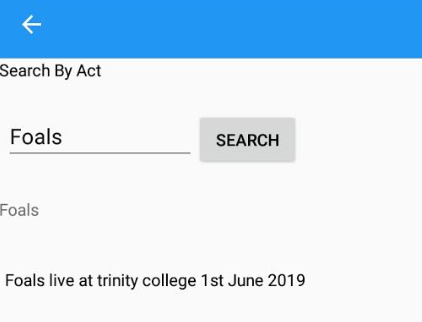 Search By Act
Foals
SEARCH
Foals
Foals live at trinity college 1st June 2019